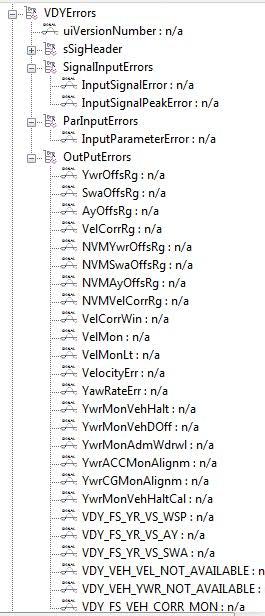 VDYErrors
uiVersionNumber : n/a
sSigHeader
SignalInputErrors
InputSignalError : n/a
InputSignalPeakError : n/a
ParInputErrors
InputParameterError : n/a
OutPutErrors
YwrOffsRg : n/a
SwaOffsRg : n/a
AyOffsRg : n/a
VelCorrRg : n/a
NVMYwrOffsRg : n/a
NVMSwaOffsRg : n/a
NVMAyOffsRg : n/a
NVMVelCorrRg : n/a
VelCorrWin : n/a
VelMon : n/a
VelMonLt : n/a
VelocityErr : n/a
YawRateErr : n/a
YwrMonVehHalt : n/a
YwrMonVehDOff : n/a
YwrMonAdmWdrwl : n/a
YwrACCMonAlignm : n/a
YwrCGMonAlignm : n/a
YwrMonVehHaltCal : n/a
VDY_FS_YR_VS_WSP : n/a
VDY_FS_YR_VS_AY : n/a
VDY_FS_YR_VS_SWA : n/a
VDY_VEH_VEL_NOT_AVAILABLE : n
VDY_VEH_YWR_NOT_AVAILABLE :
VDY_FS_VEH_CORR_MON : n/a